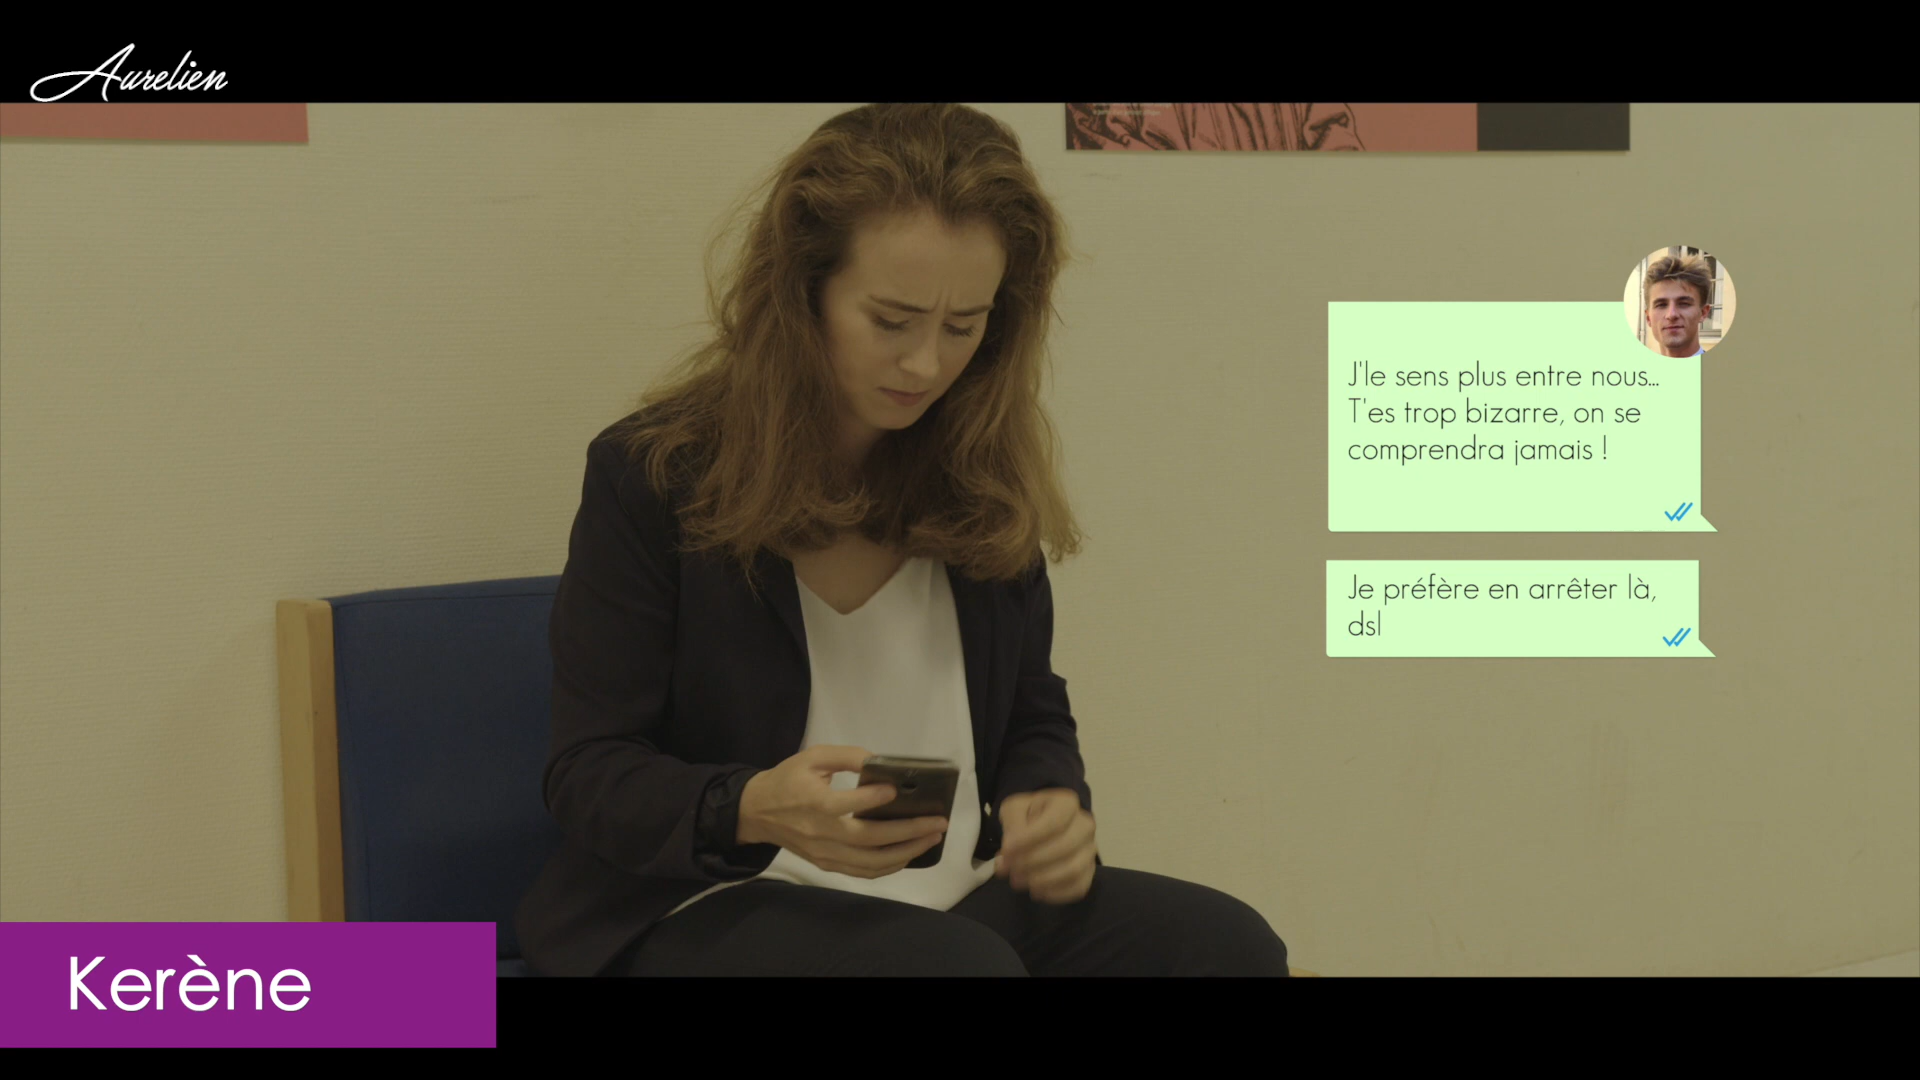 Aurelien
J'le sens plus entre nous...
T'es trop bizarre, on se
comprendra jamais !
Je préfère en arrêter là,
dsl
Kerène